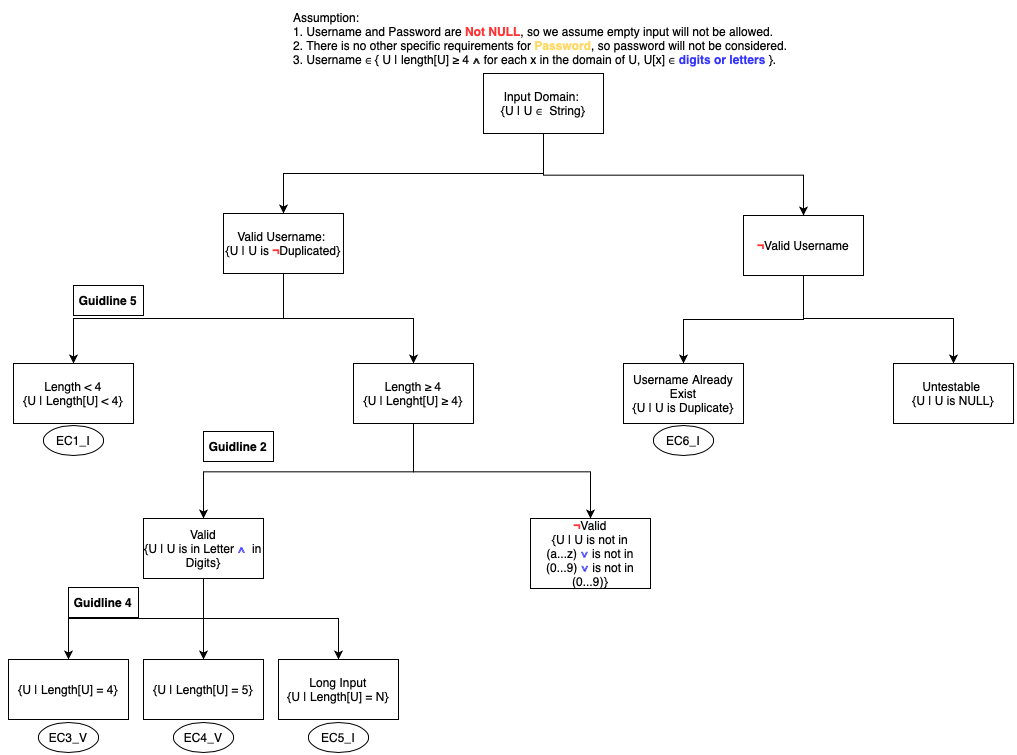 Assumption:
1. Username and Password are Not NULL, so we assume empty input will not be allowed.
2. There is no other specific requirements for Password, so password will not be considered.
3. Username ∈ { U | length[U] ≥ 4 ∧ for each x in the domain of U, U[x] ∈ digits or letters }.
Input Domain:
{U | U ∈ String}
Valid Username:
{U | U is ¬Duplicated}
¬Valid Username
Guidline 5
Length < 4
{U | Length[U] < 4}
EC1_I
Length ≥ 4
{U | Lenght[U] ≥ 4}
Username Already
Exist
{U | U is Duplicate}
EC6_I
Untestable
{U | U is NULL}
Guidline 2
Valid
{U | U is in Letter ∧ in
Digits}
¬Valid
{U | U is not in
(a...z) ∨ is not in
(0...9) ∨ is not in
(0...9)}
Guidline 4
{U | Length[U] = 4}
EC3_V
{U | Length[U] = 5}
EC4_V
Long Input
{U | Length[U] = N}
EC5_I